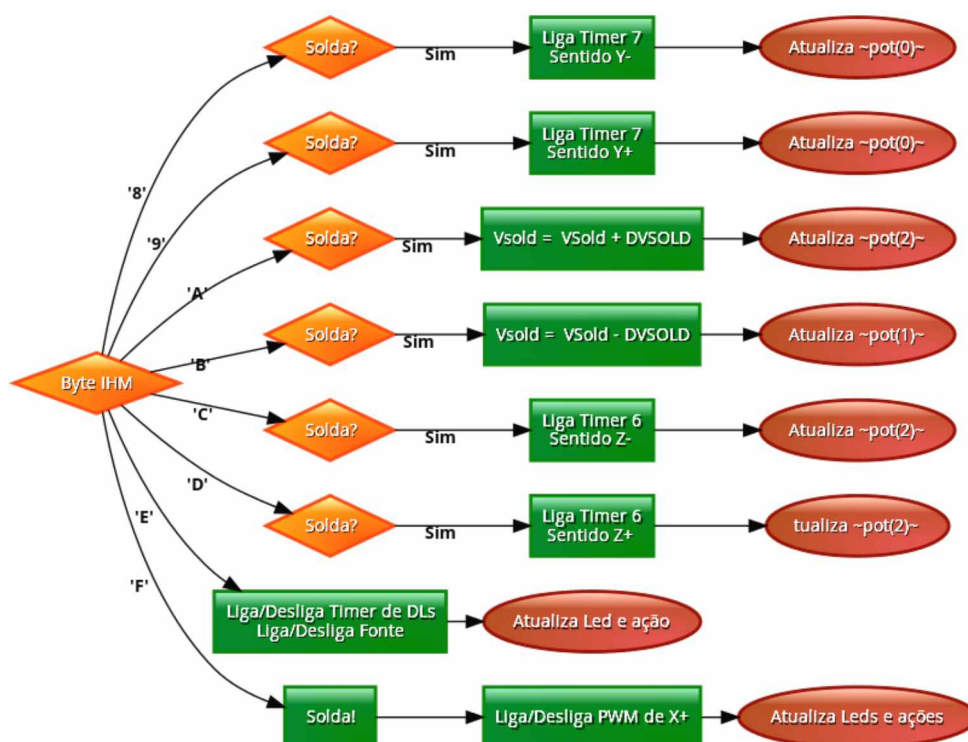 Solda?
Sim
Liga Timer 7
Sentido Y-
Atualiza ~pot(0)~
Solda?
Sim
Liga Timer 7
Sentido Y+
Atualiza ~pot(0)~
'8'
'9'
Solda?
Sim
Vsold =  VSold + DVSOLD
Atualiza ~pot(2)~
'A'
Solda?
Sim
Vsold =  VSold - DVSOLD
Atualiza ~pot(1)~
'B'
Byte IHM
'C'
Solda?
Sim
Liga Timer 6
Sentido Z-
Atualiza ~pot(2)~
'D'
Solda?
Sim
Liga Timer 6
Sentido Z+
tualiza ~pot(2)~
'E'
'F'
Liga/Desliga Timer de DLs
Liga/Desliga Fonte
Atualiza Led e ação
Solda!
Liga/Desliga PWM de X+
Atualiza Leds e ações